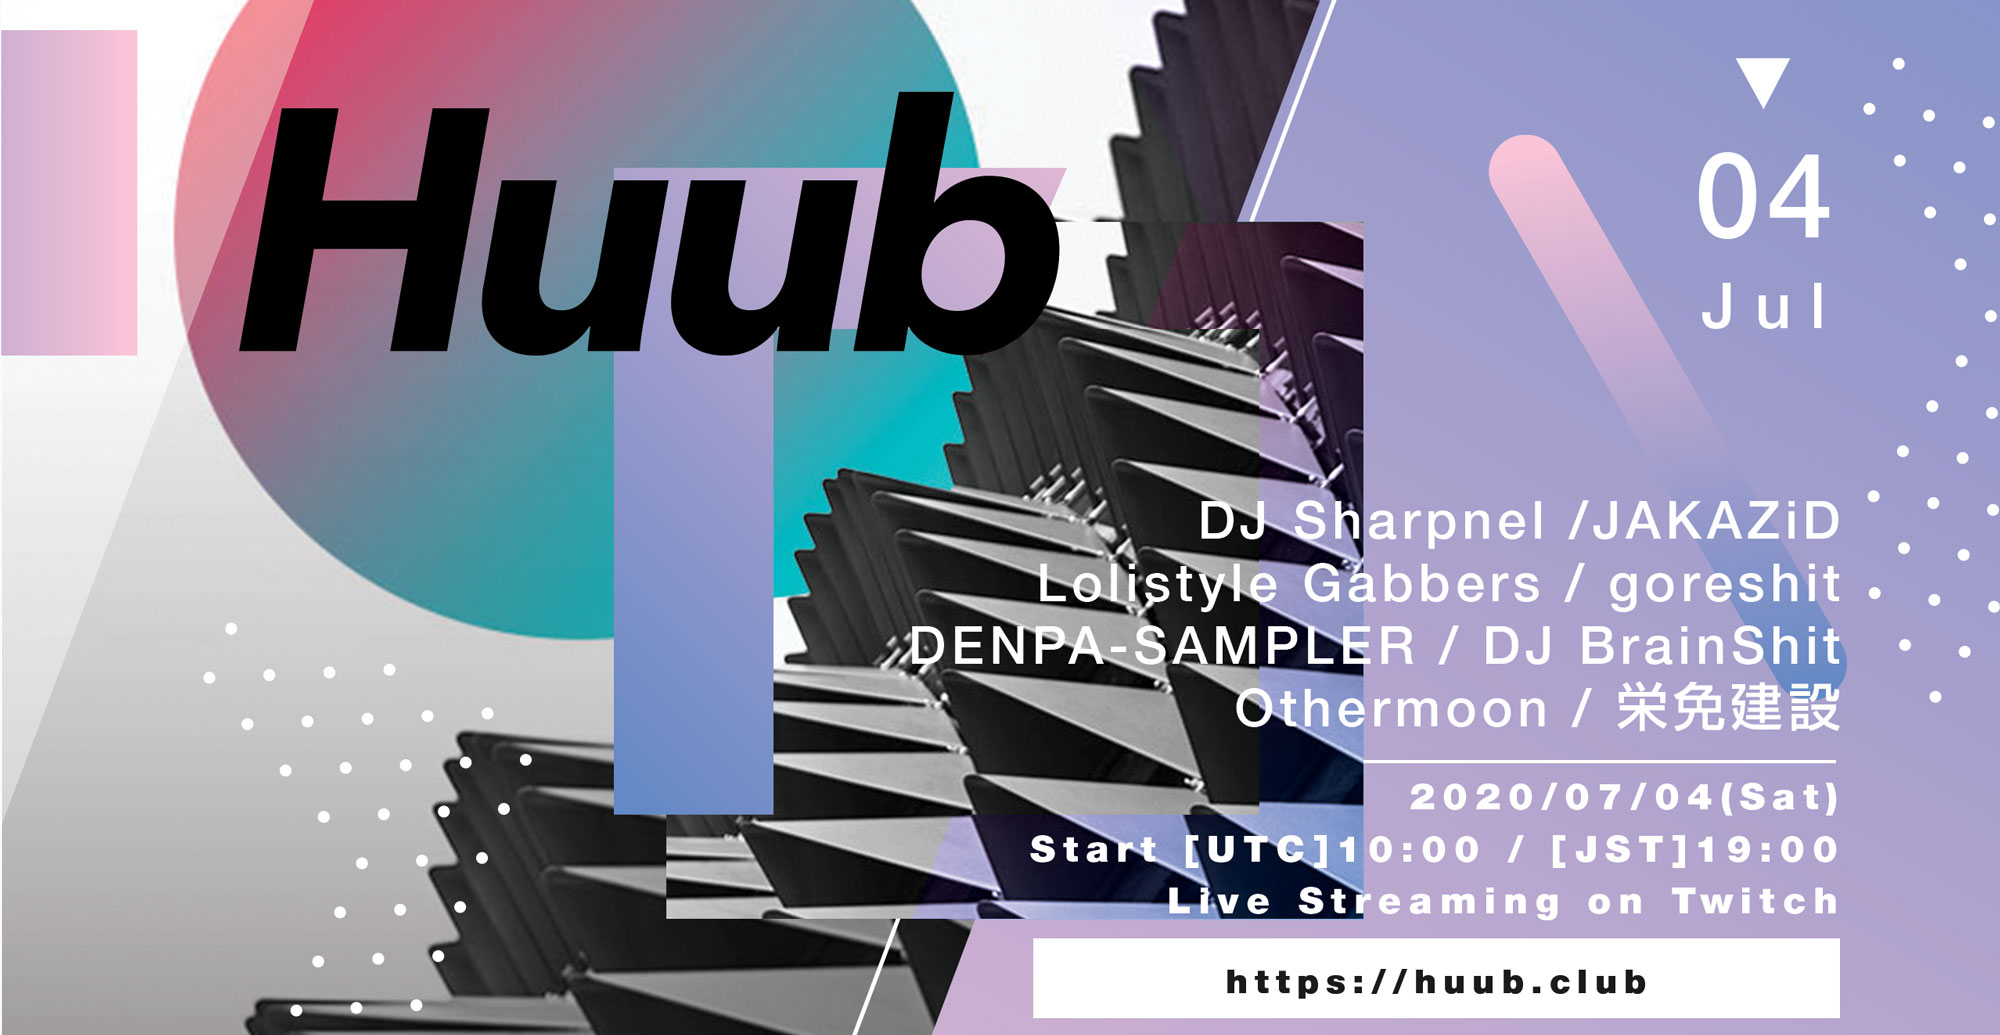 Huub
04
Jul
DJ Sharpnel /JAKAZiD
Lolistyle Gabbers / goreshit
DENPA-SAMPLER / DJ BrainShit
Othermoon / 栄免建設
2020/07/04(Sat)
Start [UTC]10:00 / [JST]19:00
Live Streaming on Twitch
https://huub.club